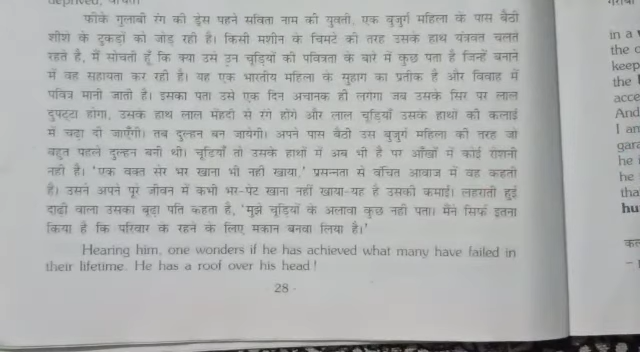 deprived,
फीके गुलाबी रंग की ड्रेस पहने सविता नाम की युवती, एक बुजुर्ग महिला के पास बैठी
शीशे के टुकड़ों को जोड़ रही है। किसी मशीन के चिमटे की तरह उसके हाथ यंत्रवत चलते
रहते है, मैं सोचती हूँ कि क्या उसे उन चूड़ियों की पवित्रता के बारे में कुछ पता है जिन्हें बनाने
में वह सहायता कर रही है। यह एक भारतीय महिला के सुहाग का प्रतीक है और विवाह में
पवित्र मानी जाती है। इसका पता उसे एक दिन अचानक ही लगेगा जब उसके सिर पर लाल
दुपट्टा होगा, उसके हाथ लाल मेंहदी से रंगे होंगे और लाल चूड़ियाँ उसके हाथों की कलाई
में चढ़ा दी जाएँगी। तब दुल्हन बन जायेगी। अपने पास बैठी उस बुजुर्ग महिला की तरह जो
बहुत पहले दुल्हन बनी थी। चूड़ियाँ तो उसके हाथों में अब भी है पर आँखों में कोई रोशनी
नहीं है। 'एक वक्त सेर भर खाना भी नहीं खाया,' प्रसन्नता से वंचित आवाज में वह कहती
है। उसने अपने पूरे जीवन में कभी भर-पेट खाना नहीं खाया-यह है उसकी कमाई। लहराती हुई
दाढ़ी वाला उसका बूढ़ा पति कहता है, 'मुझे चूड़ियों के अलावा कुछ नहीं पता। मैंने सिर्फ इतना
किया है कि परिवार के रहने के लिए मकान बनवा लिया है।'
Hearing him, one wonders if he has achieved what many have failed in
their lifetime. He has a roof over his head!
- 28 -
in a
the
keep
the
acce
And
I an
gara
he
he
tha
hu